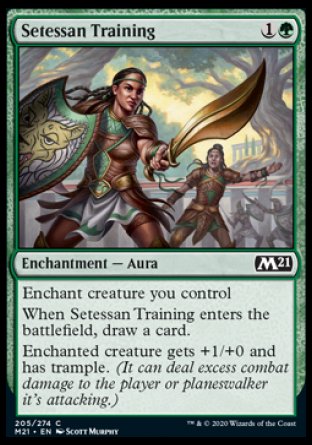 Setessan Training 1
Enchantment — Aura M21
Enchant creature you control
When Setessan Training enters the
battlefield, draw a card.
Enchanted creature gets +1/+0 and
has trample. (It can deal excess combat
damage to the player or planeswalker
it's attacking.)
205/274 C
M21 • EN Scott Murphy ™ & © 2020 Wizards of the Coast